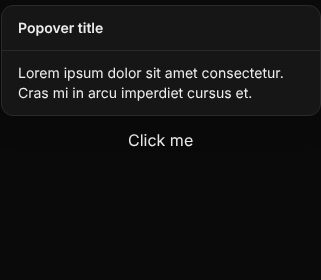 Popover title
Lorem ipsum dolor sit amet consectetur.
Cras mi in arcu imperdiet cursus et.
Click me